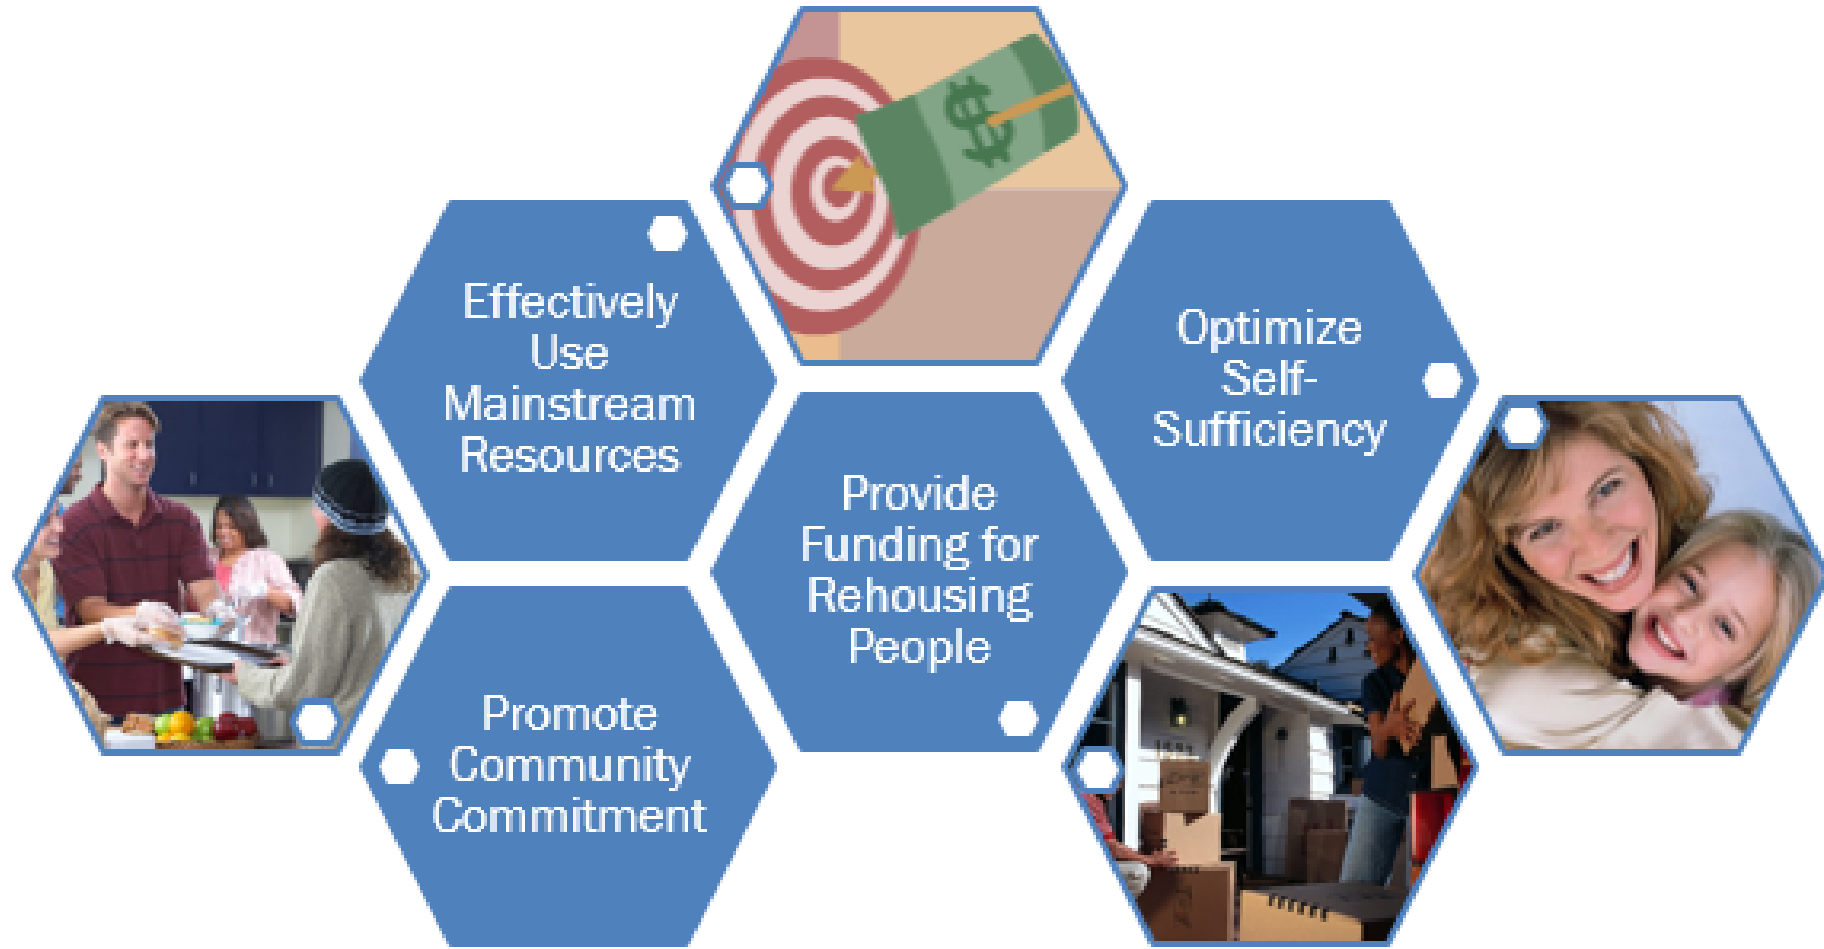 Effectively
Use
Mainstream
Resources
Optimize
Self-
Sufficiency
Provide
Funding for
Rehousing
People
Promote
Community
Commitment
$